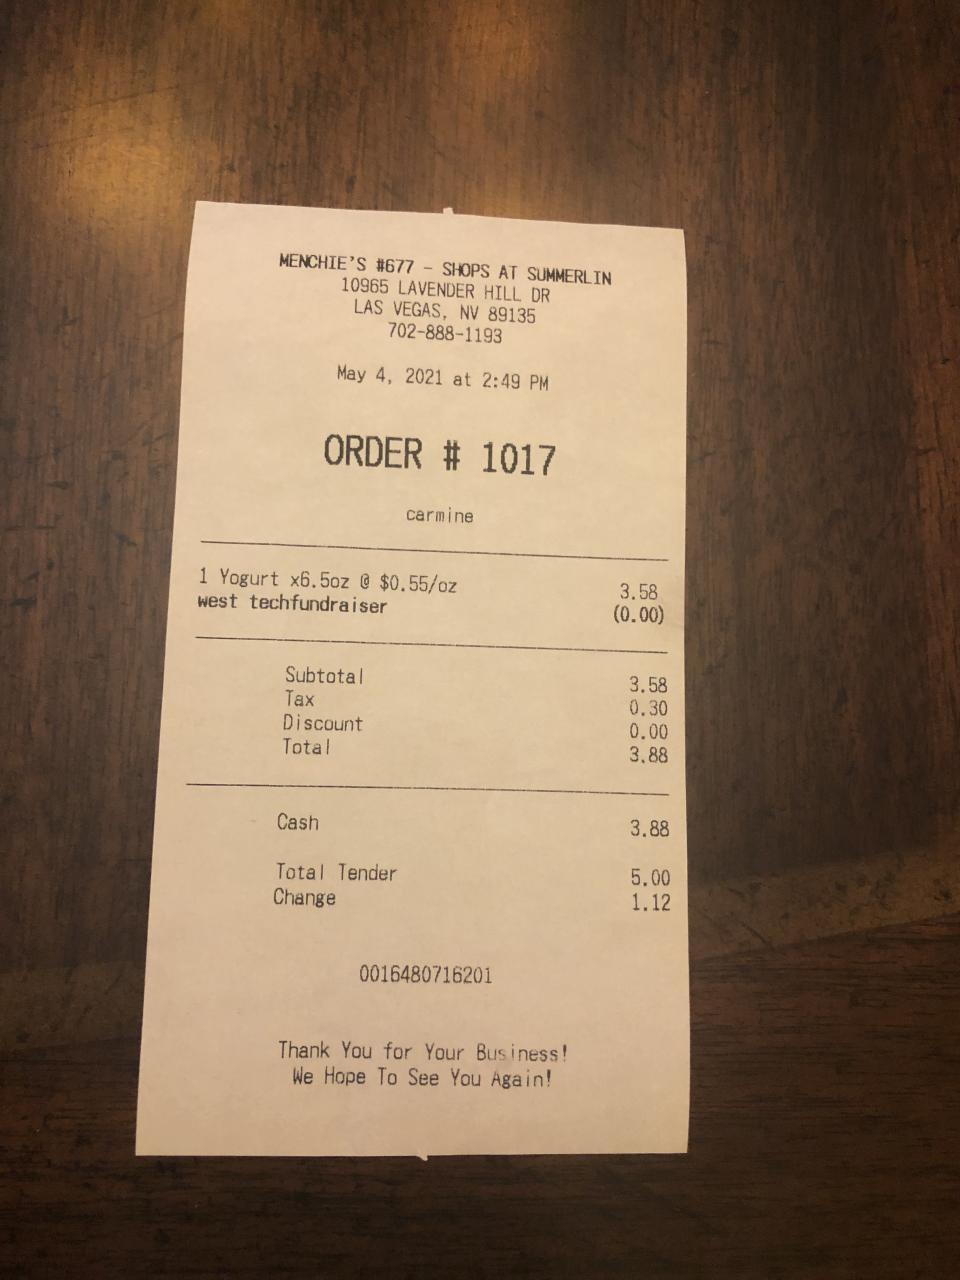 MENCHIE'S #677 - SHOPS AT SUMMERLIN
10965 LAVENDER HILL DR
LAS VEGAS, NV 89135
702-888-1193
May 4, 2021 at 2:49 PM
ORDER # 1017
carmine
1 Yogurt x6.5oz @ $0.55/oz 3.58
west techfundraiser (0.00)
Subtotal 3.58
Tax 0.30
Discount 0.00
Total 3.88
Cash 3.88
Total Tender 5.00
Change 1.12
0016480716201
Thank You for Your Business!
We Hope To See You Again!